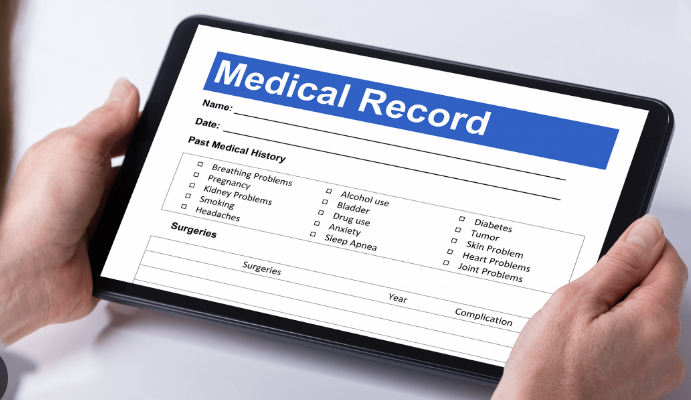 Medical Record
Name:
Date:
Past Medical History
Breathing Problems
Pregnancy
Kidney Problems
Smoking
Headaches
Alcohol use
Bladder
Drug use
Anxiety
Sleep Apnea
Diabetes
Tumor
Skin Problem
Heart Problems
Joint Problems
Surgeries
Surgeries Year Complication